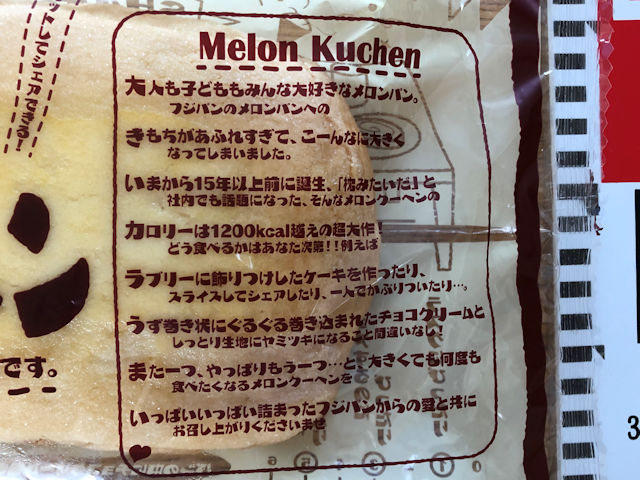 ットしてシェアできる!
Melon Kuchen
大人も子どももみんな大好きなメロンパン。
フジパンのメロンパンへの
きもちがあふれすぎて、こーんなに大きく
なってしまいました。
いまから15年以上前に誕生、「枕みたいだ」と
社内でも話題になった、そんなメロンクーヘンの
カロリーは1200kcal越えの超大作!
どう食べるかはあなた次第!!例えば
ラブリーに飾りつけしたケーキを作ったり、
スライスしてシェアしたり、一人でかぶりついたり…。
うず巻き状にぐるぐる巻き込まれたチョコクリームと
しっとり生地にヤミツキになること間違いなし!
また一つ、やっぱりもう一つ…と、大きくても何度も
食べたくなるメロンクーヘンを
いっぱいいっぱい詰まったフジパンからの愛と共に
お召し上がりくださいませ
です。
3